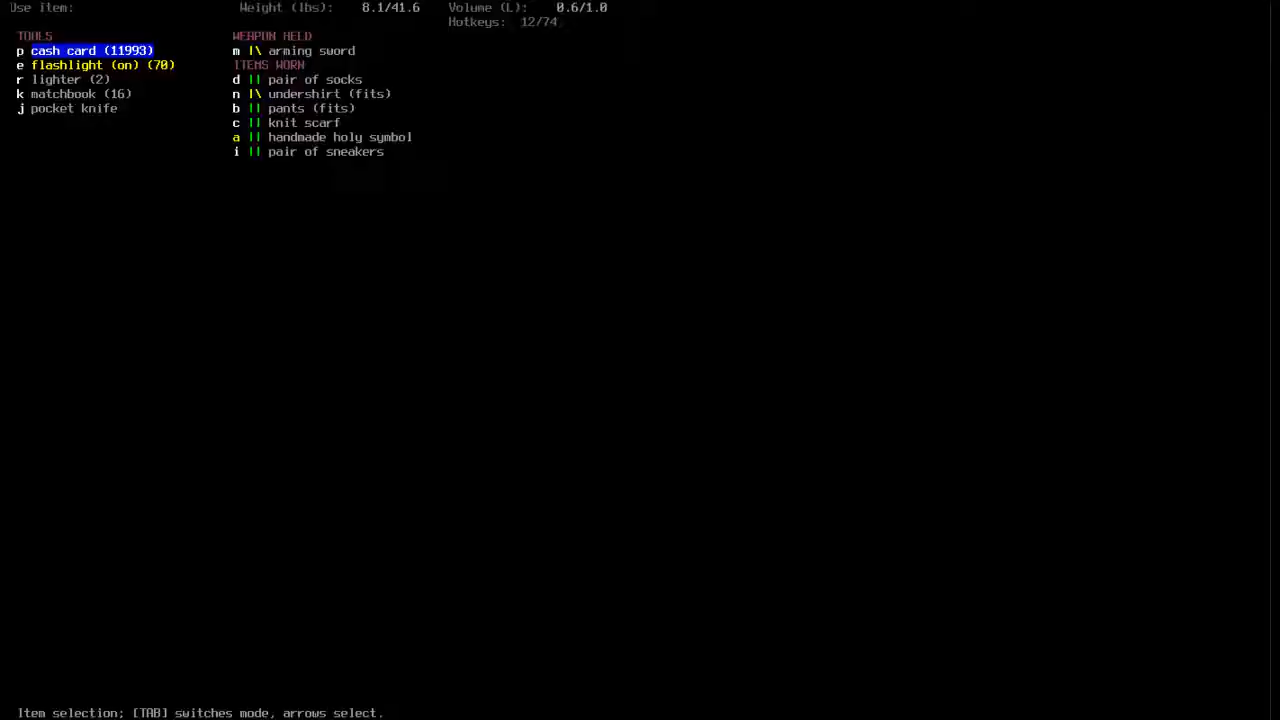 Use item: Weight (lbs): 8.1/41.6 Volume (L): 0.6/1.0
Hotkeys: 12/74
TOOLS
p cash card (11993)
e flashlight (on) (70)
r lighter (2)
k matchbook (16)
j pocket knife
WEAPON HELD
m |\ arming sword
ITEMS WORN
d || pair of socks
n |\ undershirt (fits)
b || pants (fits)
c || knit scarf
a || handmade holy symbol
i || pair of sneakers
Item selection; [TAB] switches mode, arrows select.